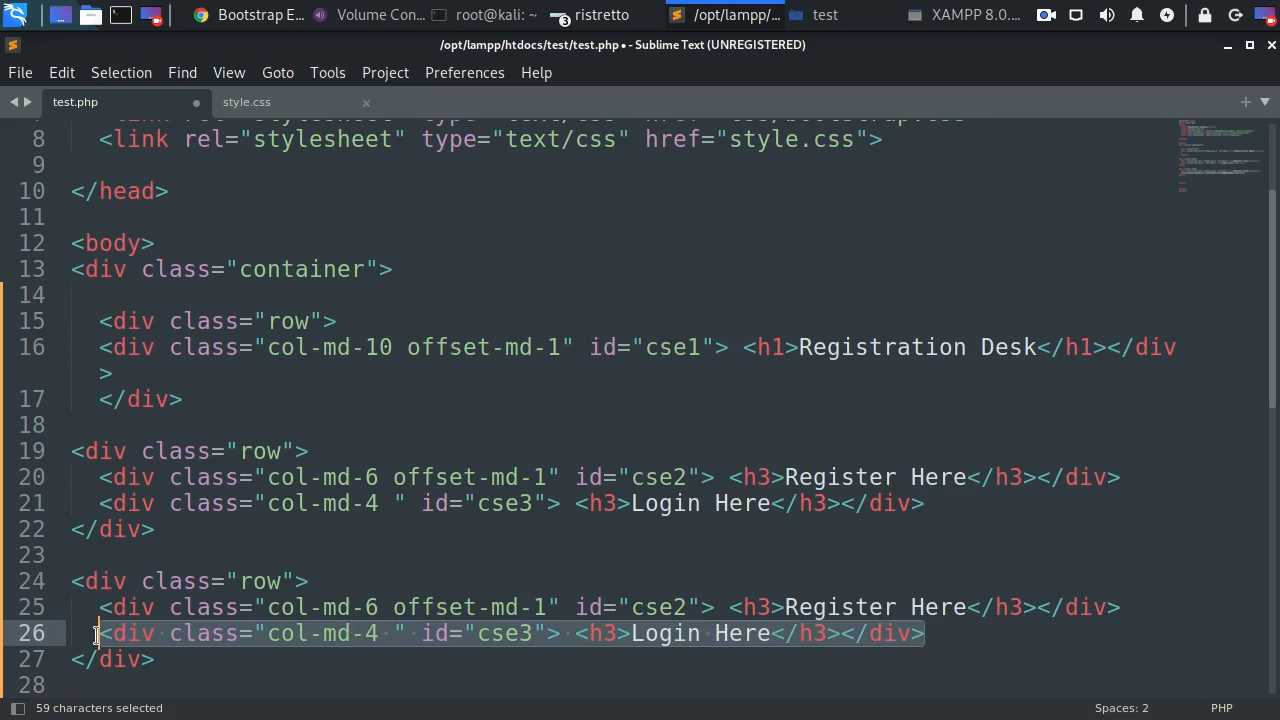 Bootstrap E...
Volume Con...
root@kali: ~
3 ristretto
/opt/lampp/...
test
XAMPP 8.0....
/opt/lampp/htdocs/test/test.php • - Sublime Text (UNREGISTERED)
File Edit Selection Find View Goto Tools Project Preferences Help
test.php
style.css
8 <link rel="stylesheet" type="text/css" href="style.css">
9
10 </head>
11
12 <body>
13 <div class="container">
14
15 <div class="row">
16 <div class="col-md-10 offset-md-1" id="cse1"> <h1>Registration Desk</h1></div
>
17 </div>
18
19 <div class="row">
20 <div class="col-md-6 offset-md-1" id="cse2"> <h3>Register Here</h3></div>
21 <div class="col-md-4 " id="cse3"> <h3>Login Here</h3></div>
22 </div>
23
24 <div class="row">
25 <div class="col-md-6 offset-md-1" id="cse2"> <h3>Register Here</h3></div>
26 <div class="col-md-4 " id="cse3"> <h3>Login Here</h3></div>
27 </div>
28
59 characters selected
Spaces: 2
PHP